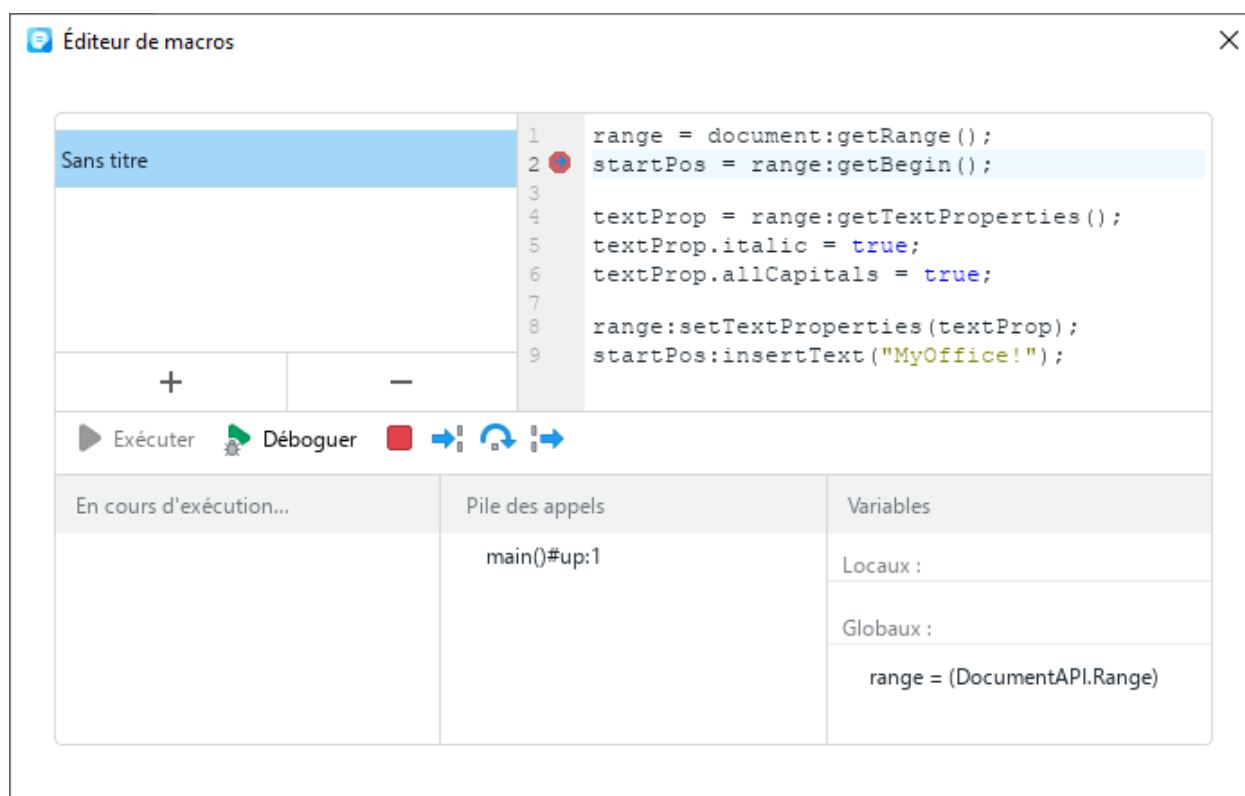 Éditeur de macros
Sans titre
1 range = document:getRange();
2 startPos = range:getBegin();
3
4 textProp = range:getTextProperties();
5 textProp.italic = true;
6 textProp.allCapitals = true;
7
8 range:setTextProperties(textProp);
9 startPos:insertText("MyOffice!");
+ −
Exécuter Déboguer
En cours d'exécution... Pile des appels Variables
main()#up:1
Locaux :
Globaux :
range = (DocumentAPI.Range)